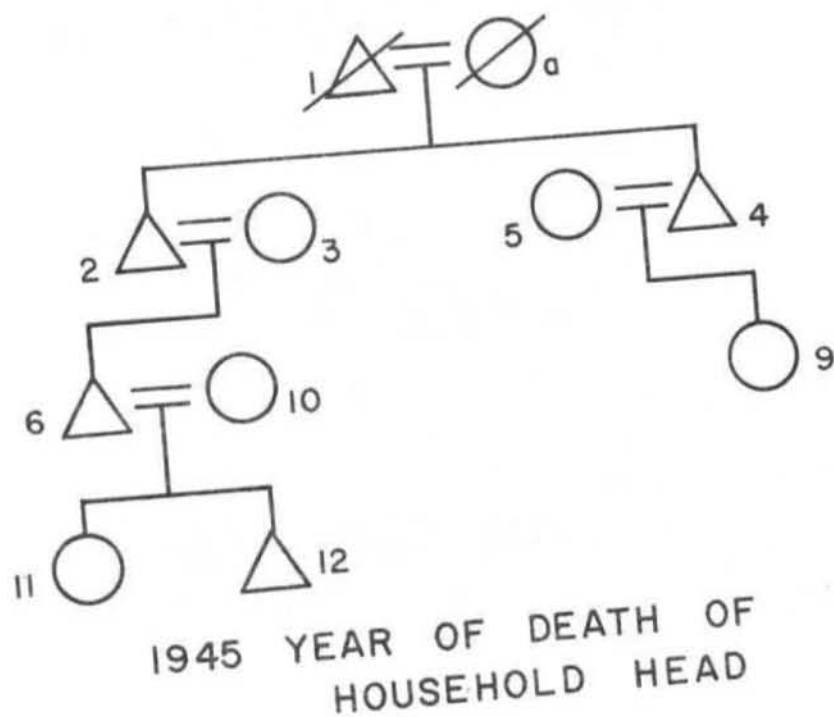 1 a
2 3 5 4
9
6 10
11 12
1945 YEAR OF DEATH OF
HOUSEHOLD HEAD